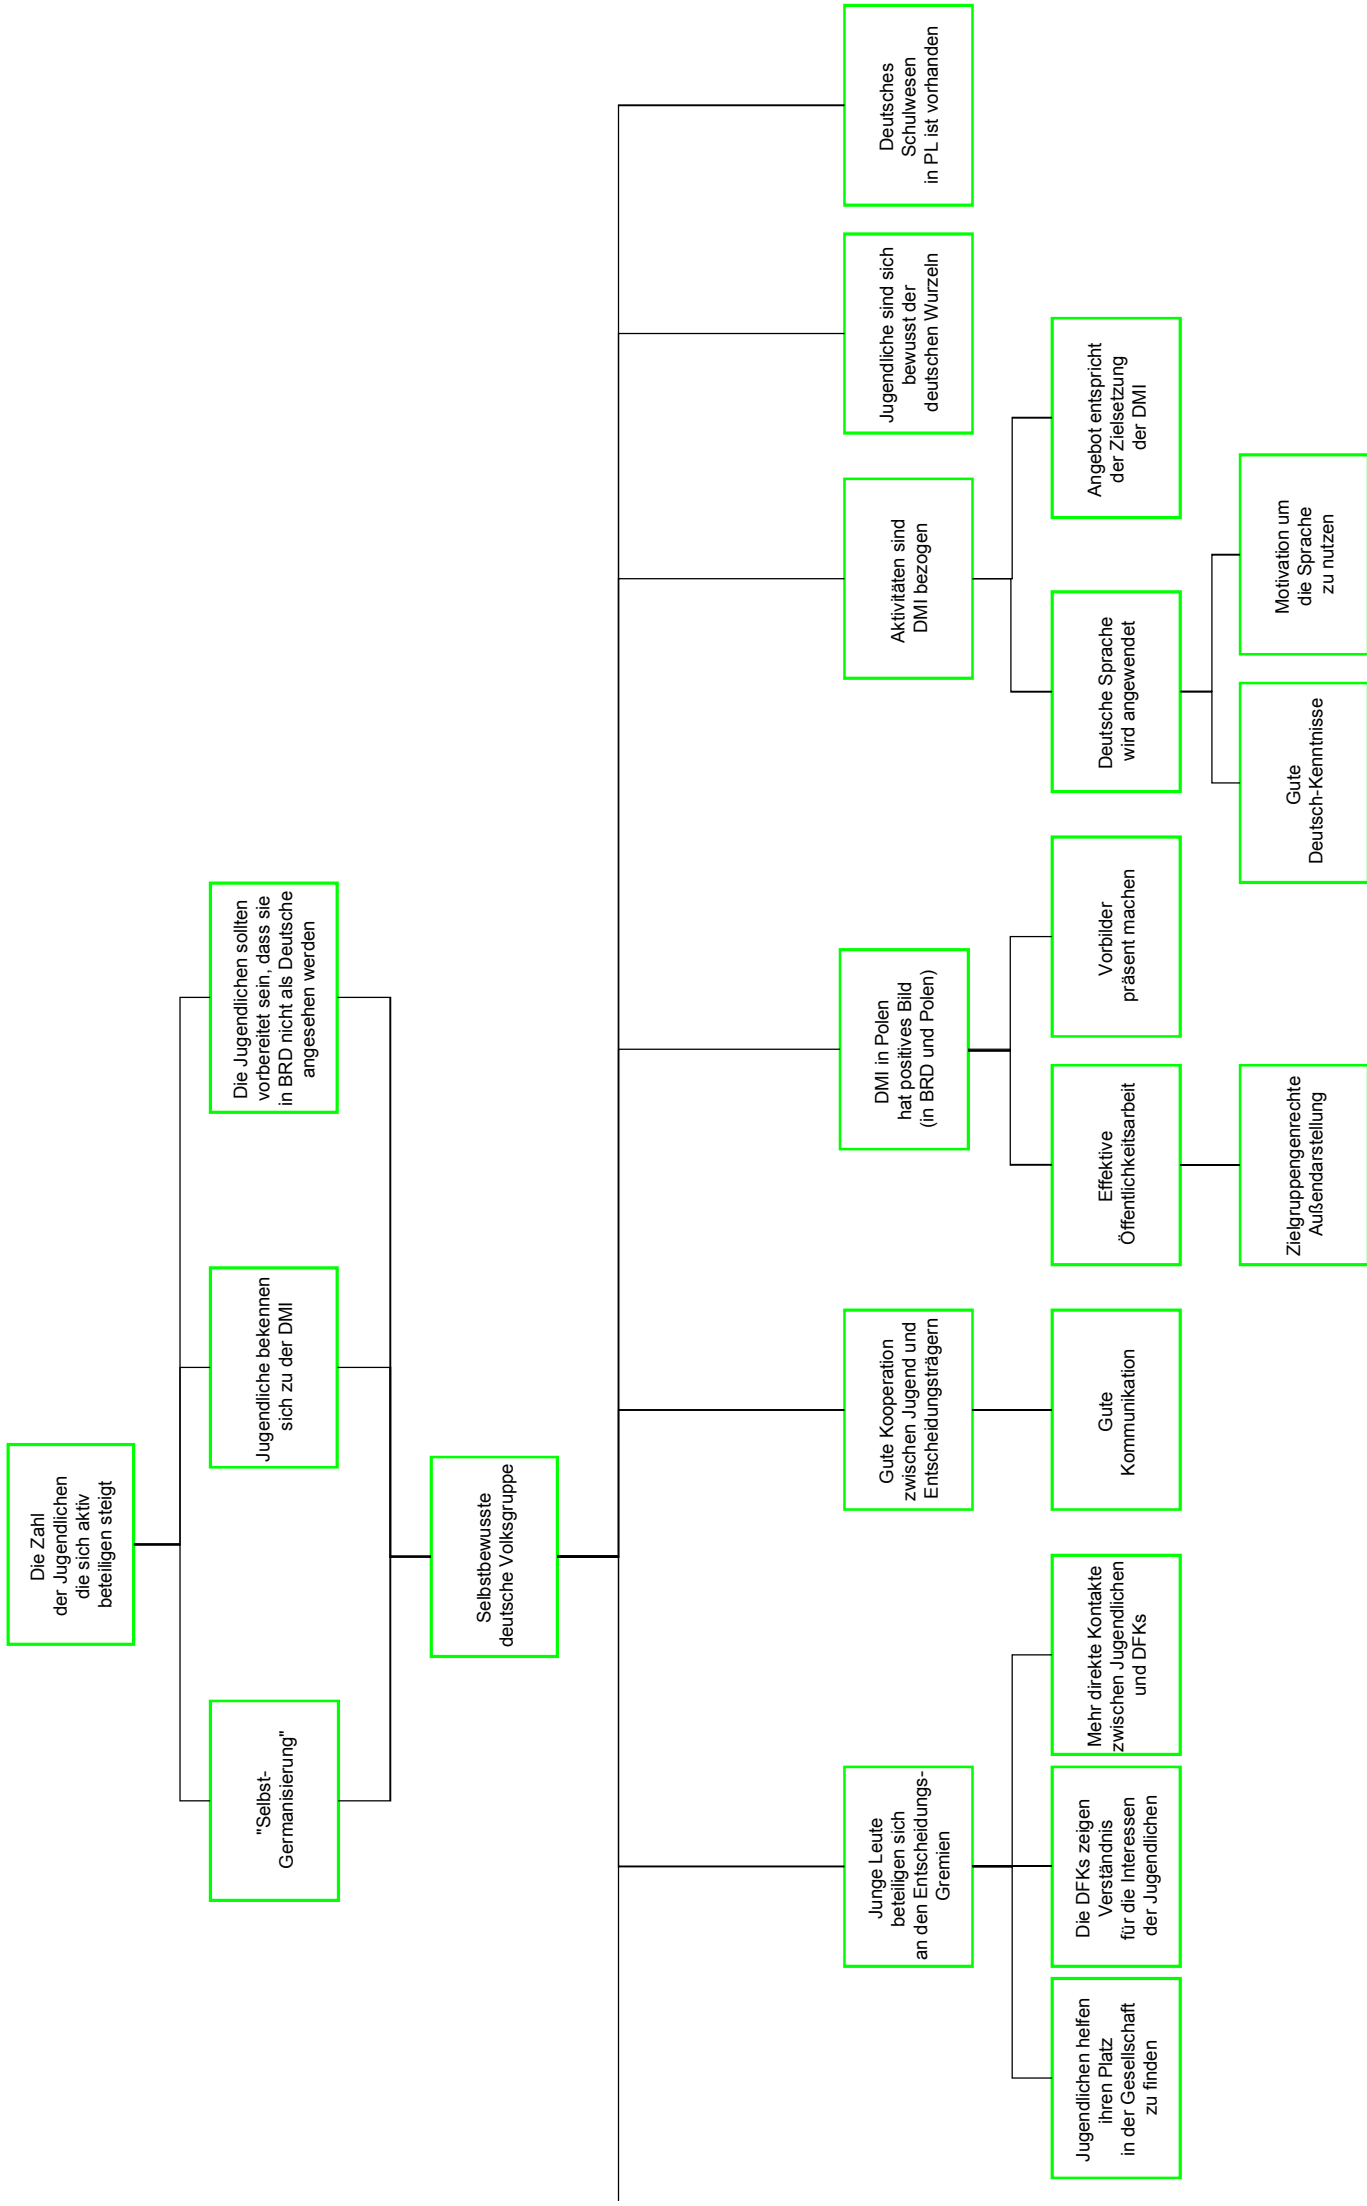 Die Zahl
der Jugendlichen
die sich aktiv
beteiligen steigt
"Selbst-
Germanisierung"
Jugendliche bekennen
sich zu der DMI
Die Jugendlichen sollten
vorbereitet sein, dass sie
in BRD nicht als Deutsche
angesehen werden
Selbstbewusste
deutsche Volksgruppe
Junge Leute
beteiligen sich
an den Entscheidungs-
Gremien
Gute Kooperation
zwischen Jugend und
Entscheidungsträgern
DMI in Polen
hat positives Bild
(in BRD und Polen)
Aktivitäten sind
DMI bezogen
Jugendliche sind sich
bewusst der
deutschen Wurzeln
Deutsches
Schulwesen
in PL ist vorhanden
Jugendlichen helfen
ihren Platz
in der Gesellschaft
zu finden
Die DFKs zeigen
Verständnis
für die Interessen
der Jugendlichen
Mehr direkte Kontakte
zwischen Jugendlichen
und DFKs
Gute
Kommunikation
Effektive
Öffentlichkeitsarbeit
Vorbilder
präsent machen
Deutsche Sprache
wird angewendet
Angebot entspricht
der Zielsetzung
der DMI
Zielgruppengenrechte
Außendarstellung
Gute
Deutsch-Kenntnisse
Motivation um
die Sprache
zu nutzen